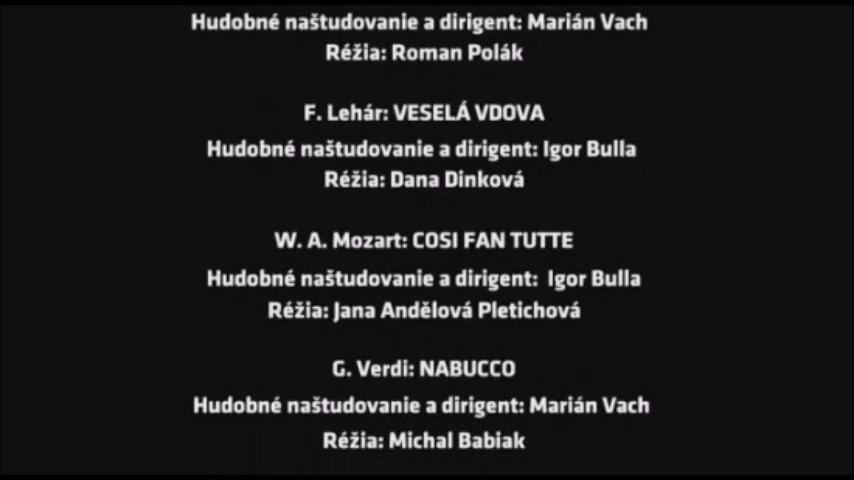 Hudobné naštudovanie a dirigent: Marián Vach
Réžia: Roman Polák
F. Lehár: VESELÁ VDOVA
Hudobné naštudovanie a dirigent: Igor Bulla
Réžia: Dana Dinková
W. A. Mozart: COSI FAN TUTTE
Hudobné naštudovanie a dirigent: Igor Bulla
Réžia: Jana Andělová Pletichová
G. Verdi: NABUCCO
Hudobné naštudovanie a dirigent: Marián Vach
Réžia: Michal Babiak